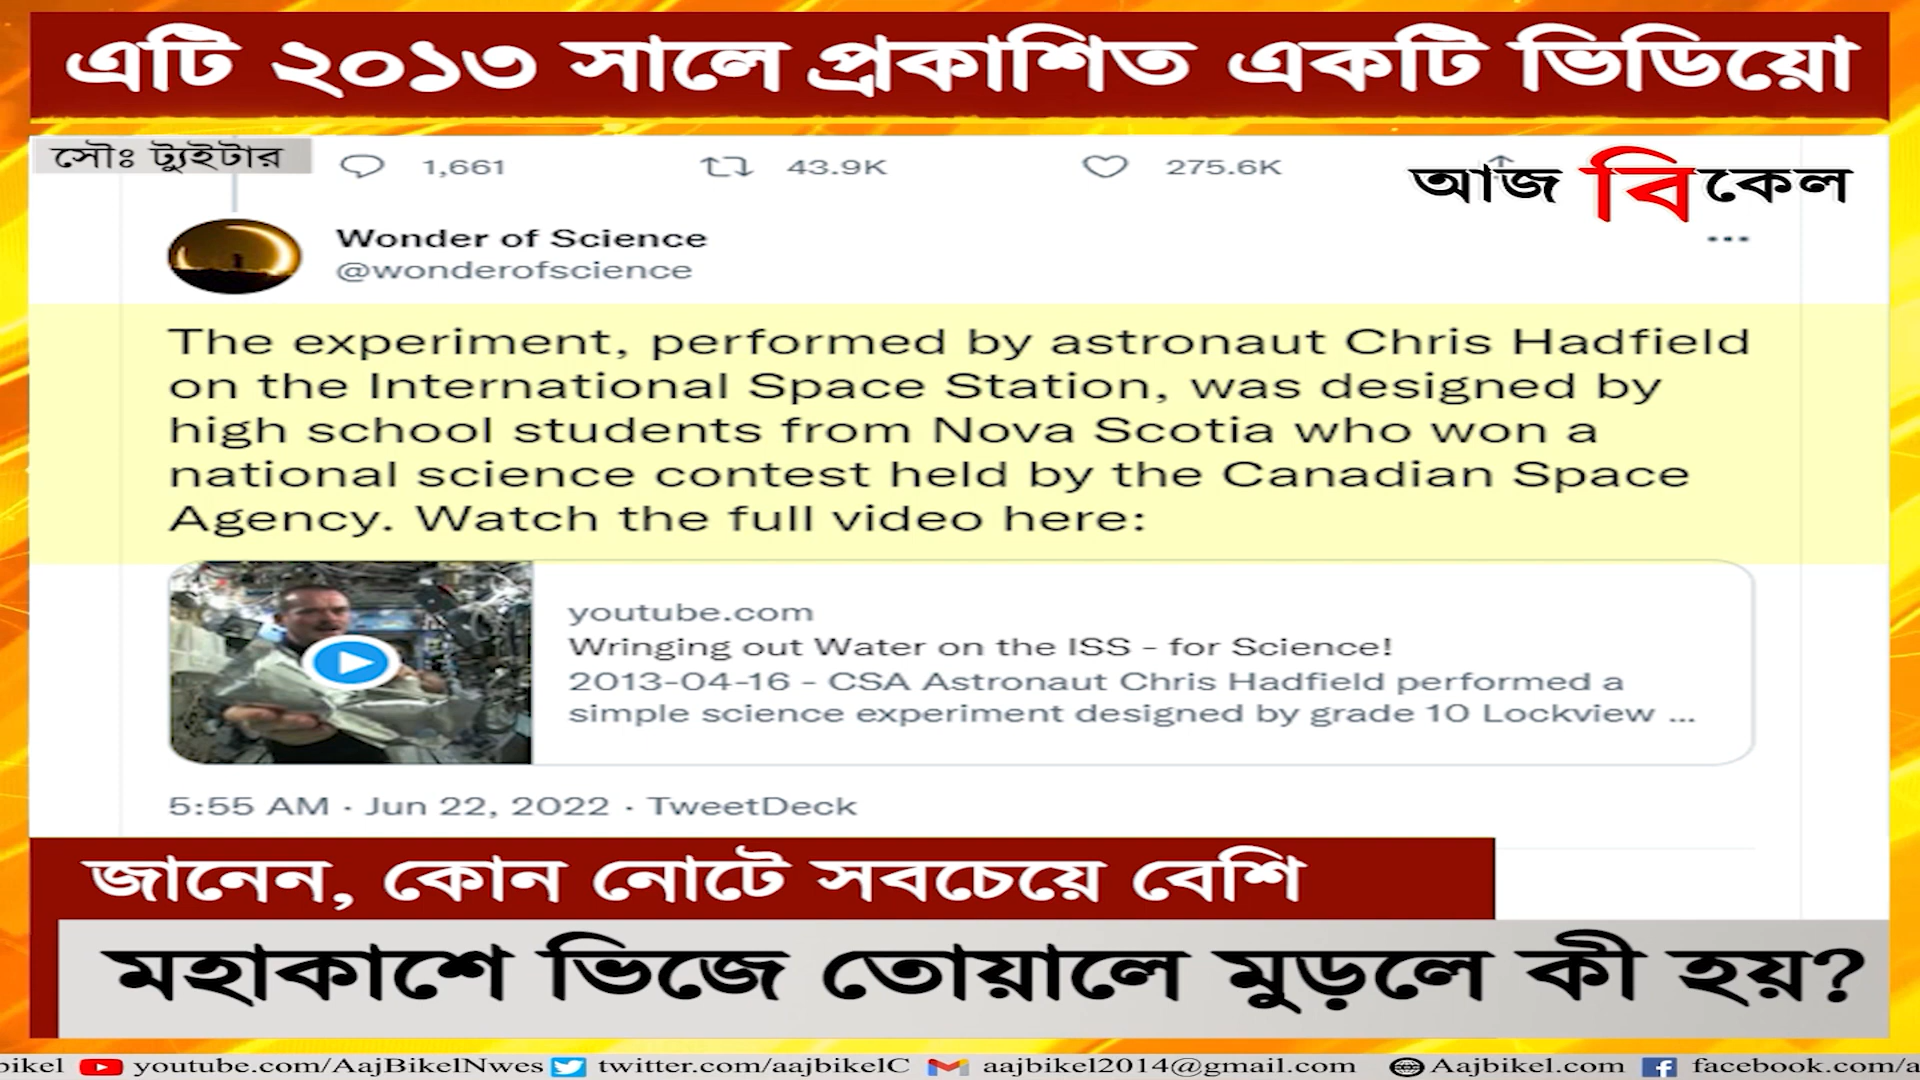 এটি ২০১৩ সালে প্রকাশিত একটি ভিডিয়ো
সৌঃ ট্যুইটার
1,661 43.9K 275.6K
আজ বিকেল
Wonder of Science
@wonderofscience
The experiment, performed by astronaut Chris Hadfield
on the International Space Station, was designed by
high school students from Nova Scotia who won a
national science contest held by the Canadian Space
Agency. Watch the full video here:
youtube.com
Wringing out Water on the ISS - for Science!
2013-04-16 - CSA Astronaut Chris Hadfield performed a
simple science experiment designed by grade 10 Lockview ...
5:55 AM · Jun 22, 2022 · TweetDeck
জানেন, কোন নোটে সবচেয়ে বেশি
মহাকাশে ভিজে তোয়ালে মুড়লে কী হয়?
bikel youtube.com/AajBikelNwes twitter.com/aajbikelC aajbikel2014@gmail.com Aajbikel.com facebook.com/a